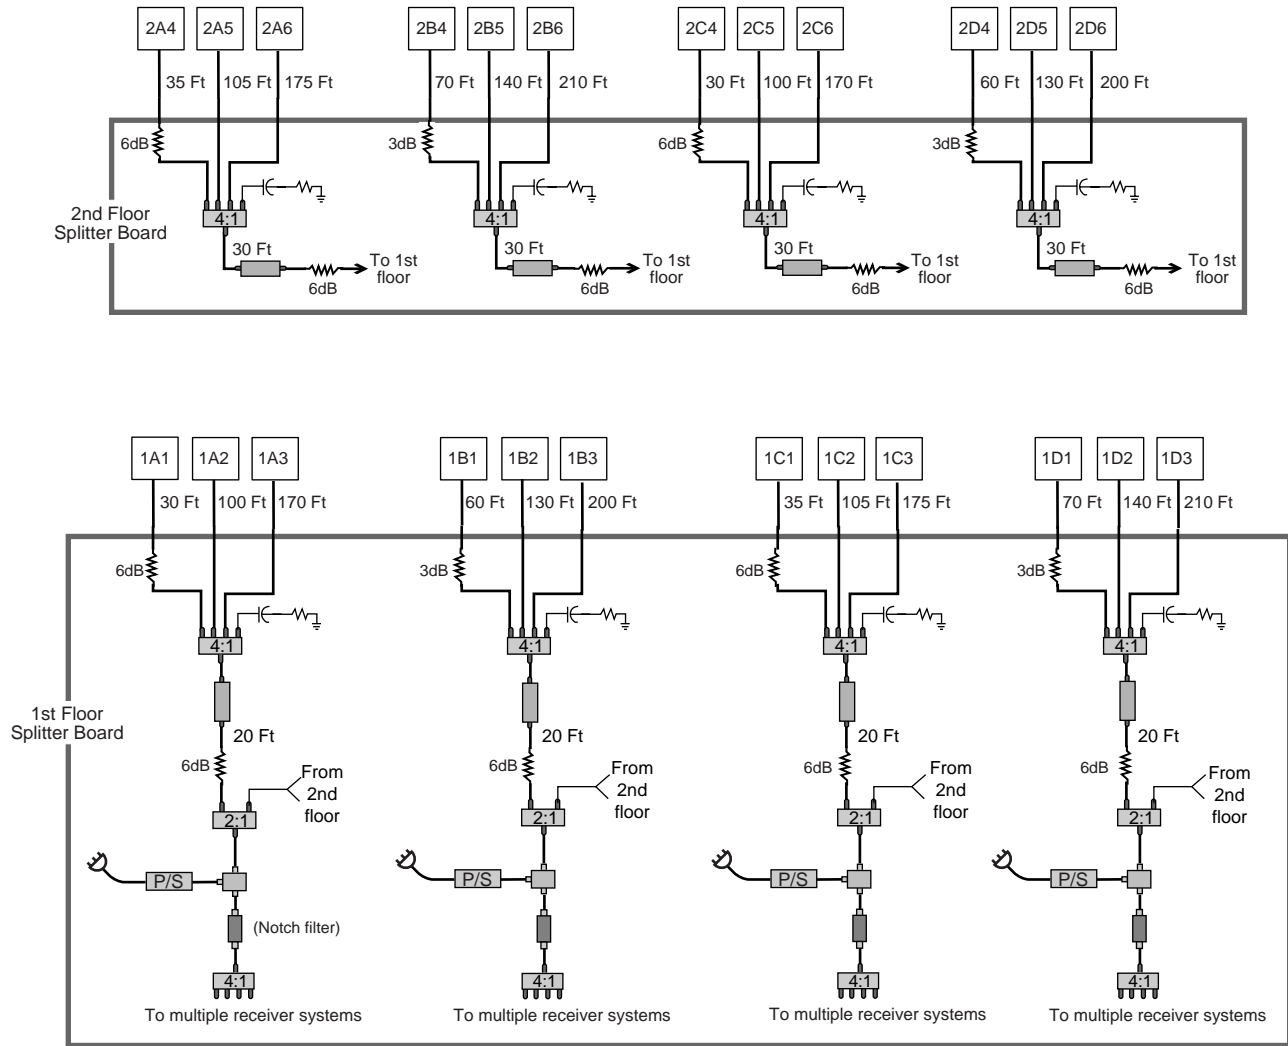 2A4 2A5 2A6 2B4 2B5 2B6 2C4 2C5 2C6 2D4 2D5 2D6
35 Ft 105 Ft 175 Ft 70 Ft 140 Ft 210 Ft 30 Ft 100 Ft 170 Ft 60 Ft 130 Ft 200 Ft
6dB 3dB 6dB 3dB
2nd Floor
Splitter Board
4:1 4:1 4:1 4:1
30 Ft 30 Ft 30 Ft 30 Ft
To 1st
floor
To 1st
floor
To 1st
floor
To 1st
floor
6dB 6dB 6dB 6dB
1A1 1A2 1A3 1B1 1B2 1B3 1C1 1C2 1C3 1D1 1D2 1D3
30 Ft 100 Ft 170 Ft 60 Ft 130 Ft 200 Ft 35 Ft 105 Ft 175 Ft 70 Ft 140 Ft 210 Ft
6dB 3dB 6dB 3dB
4:1 4:1 4:1 4:1
1st Floor
Splitter Board
20 Ft 20 Ft 20 Ft 20 Ft
6dB 6dB 6dB 6dB
From
2nd
floor
From
2nd
floor
From
2nd
floor
From
2nd
floor
2:1 2:1 2:1 2:1
P/S P/S P/S P/S
(Notch filter)
4:1 4:1 4:1 4:1
To multiple receiver systems To multiple receiver systems To multiple receiver systems To multiple receiver systems